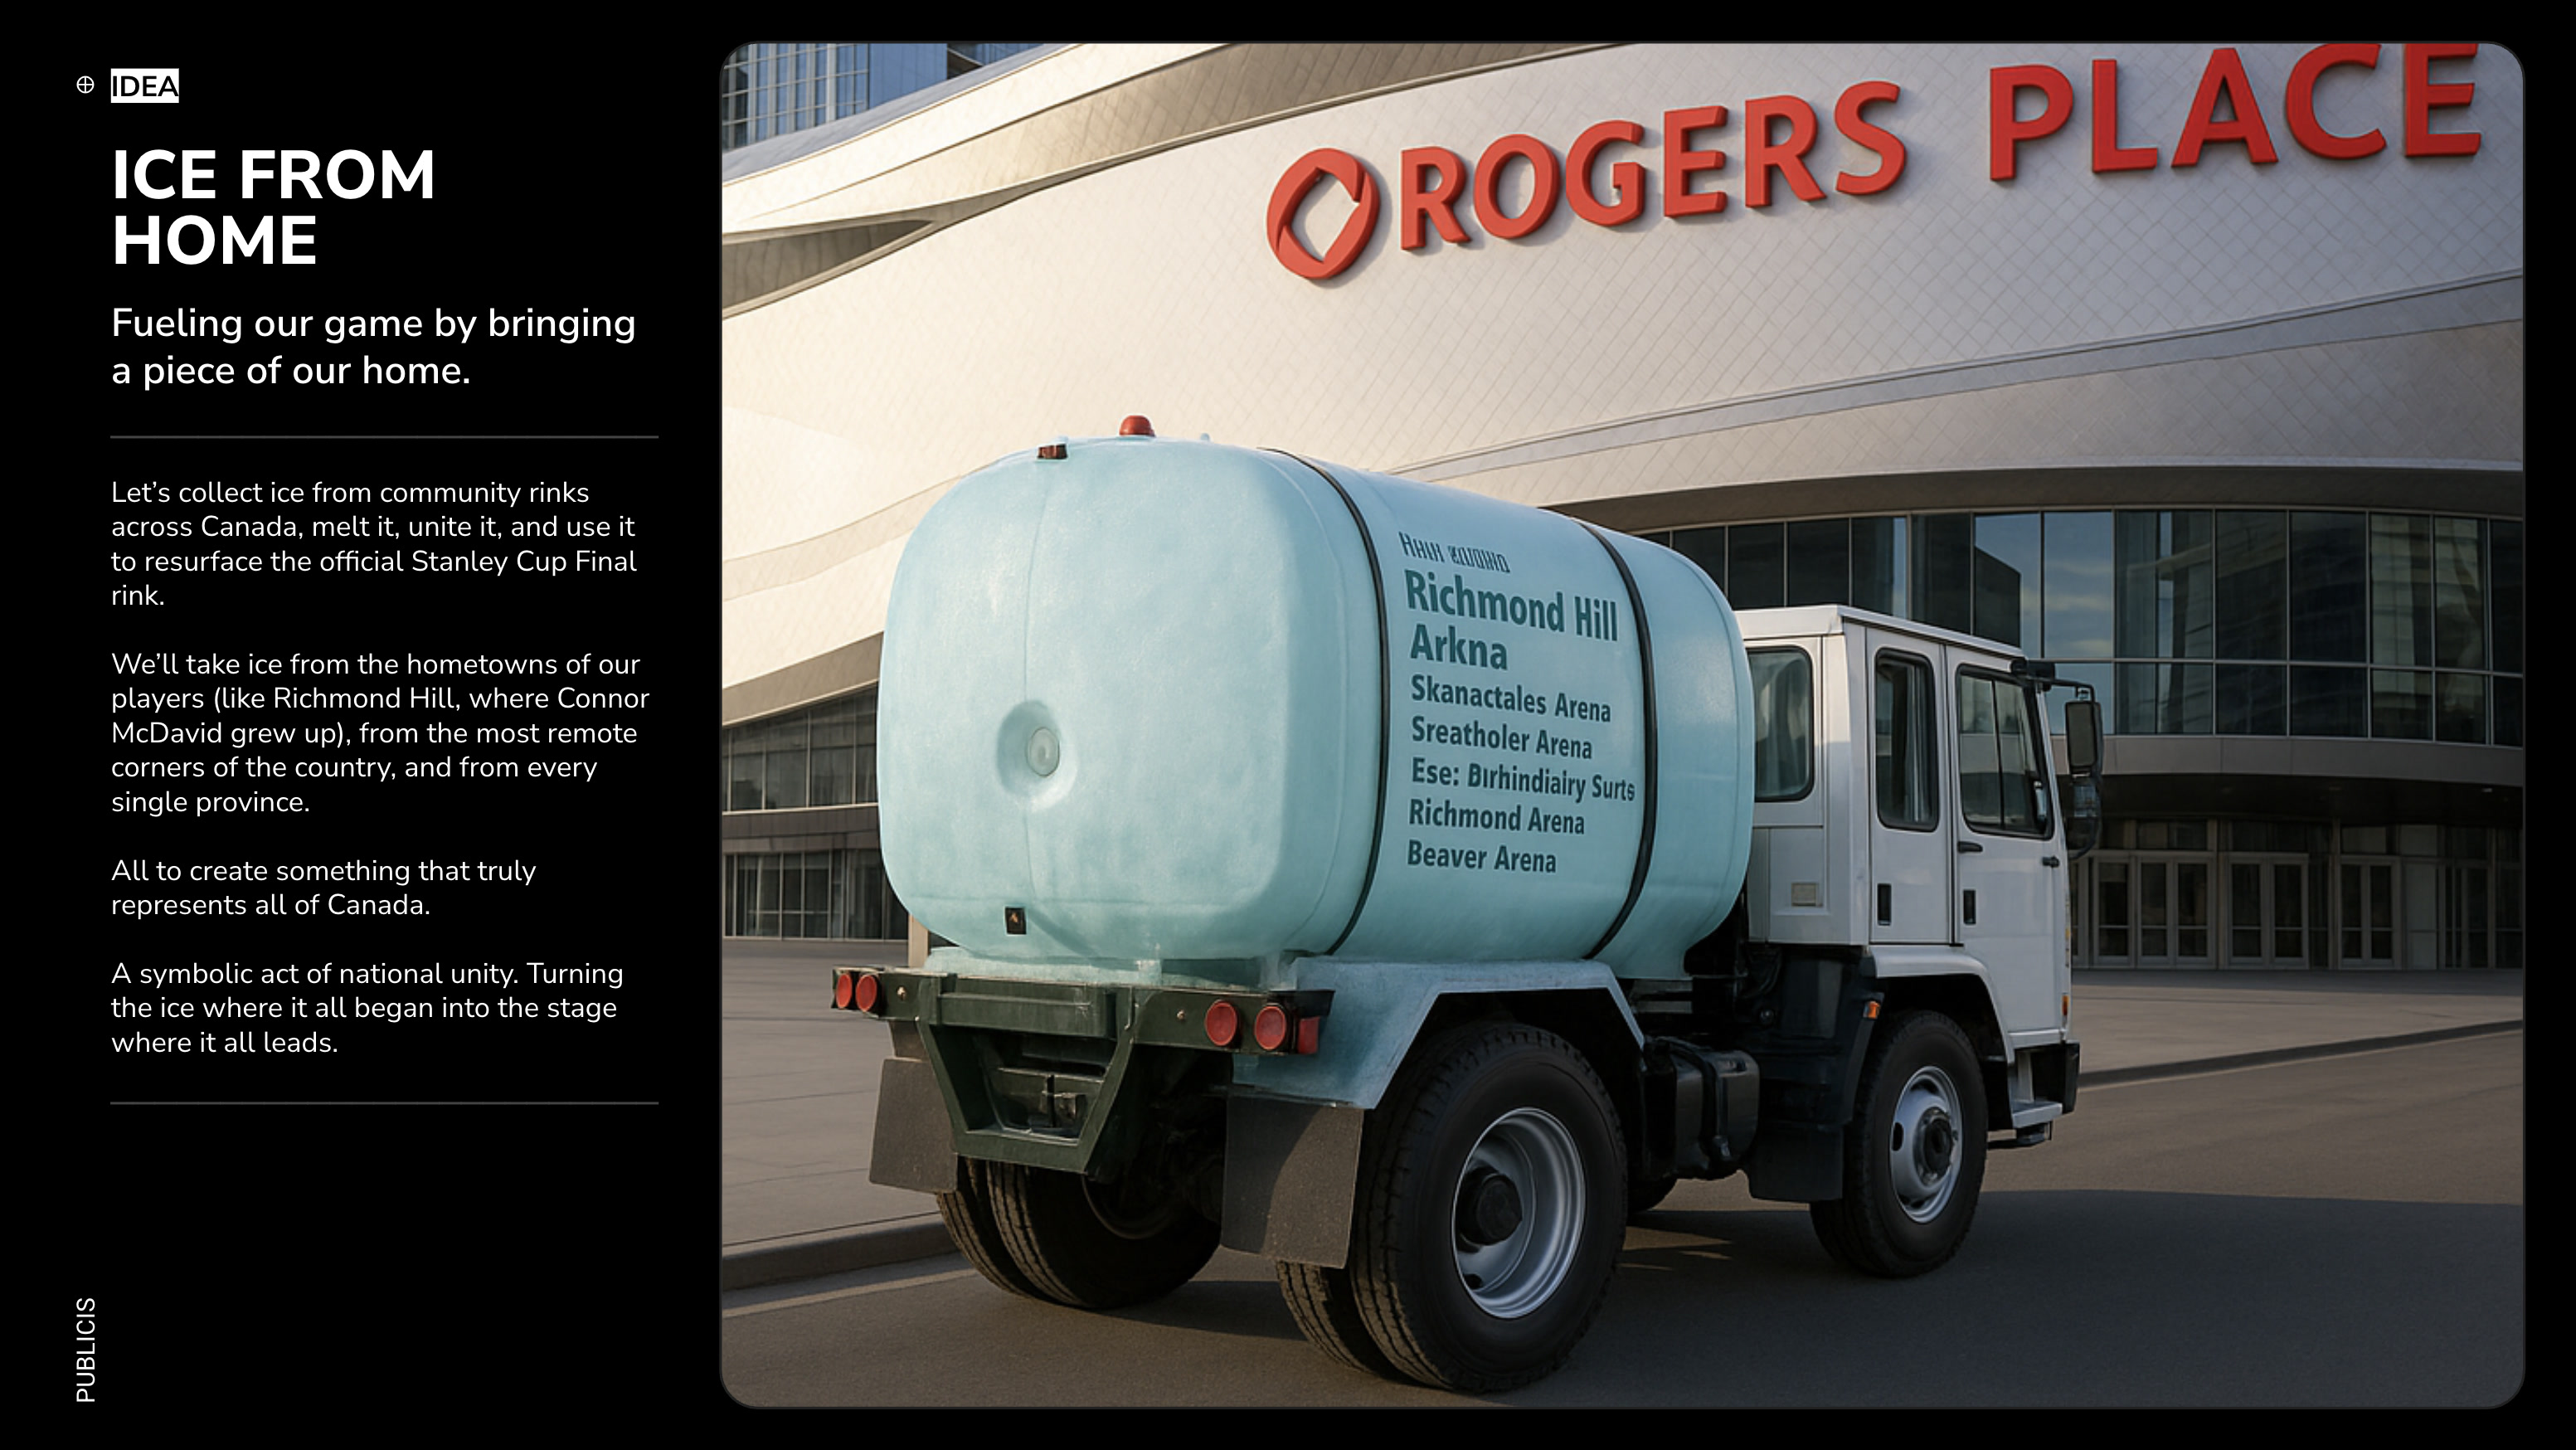 IDEA
ICE FROM
HOME
Fueling our game by bringing
a piece of our home.
Let’s collect ice from community rinks
across Canada, melt it, unite it, and use it
to resurface the official Stanley Cup Final
rink.
We’ll take ice from the hometowns of our
players (like Richmond Hill, where Connor
McDavid grew up), from the most remote
corners of the country, and from every
single province.
All to create something that truly
represents all of Canada.
A symbolic act of national unity. Turning
the ice where it all began into the stage
where it all leads.
PUBLICIS
ROGERS PLACE
Richmond Hill
Arkna
Skanactales Arena
Sreatholer Arena
Ese: Birhindiairy Surts
Richmond Arena
Beaver Arena